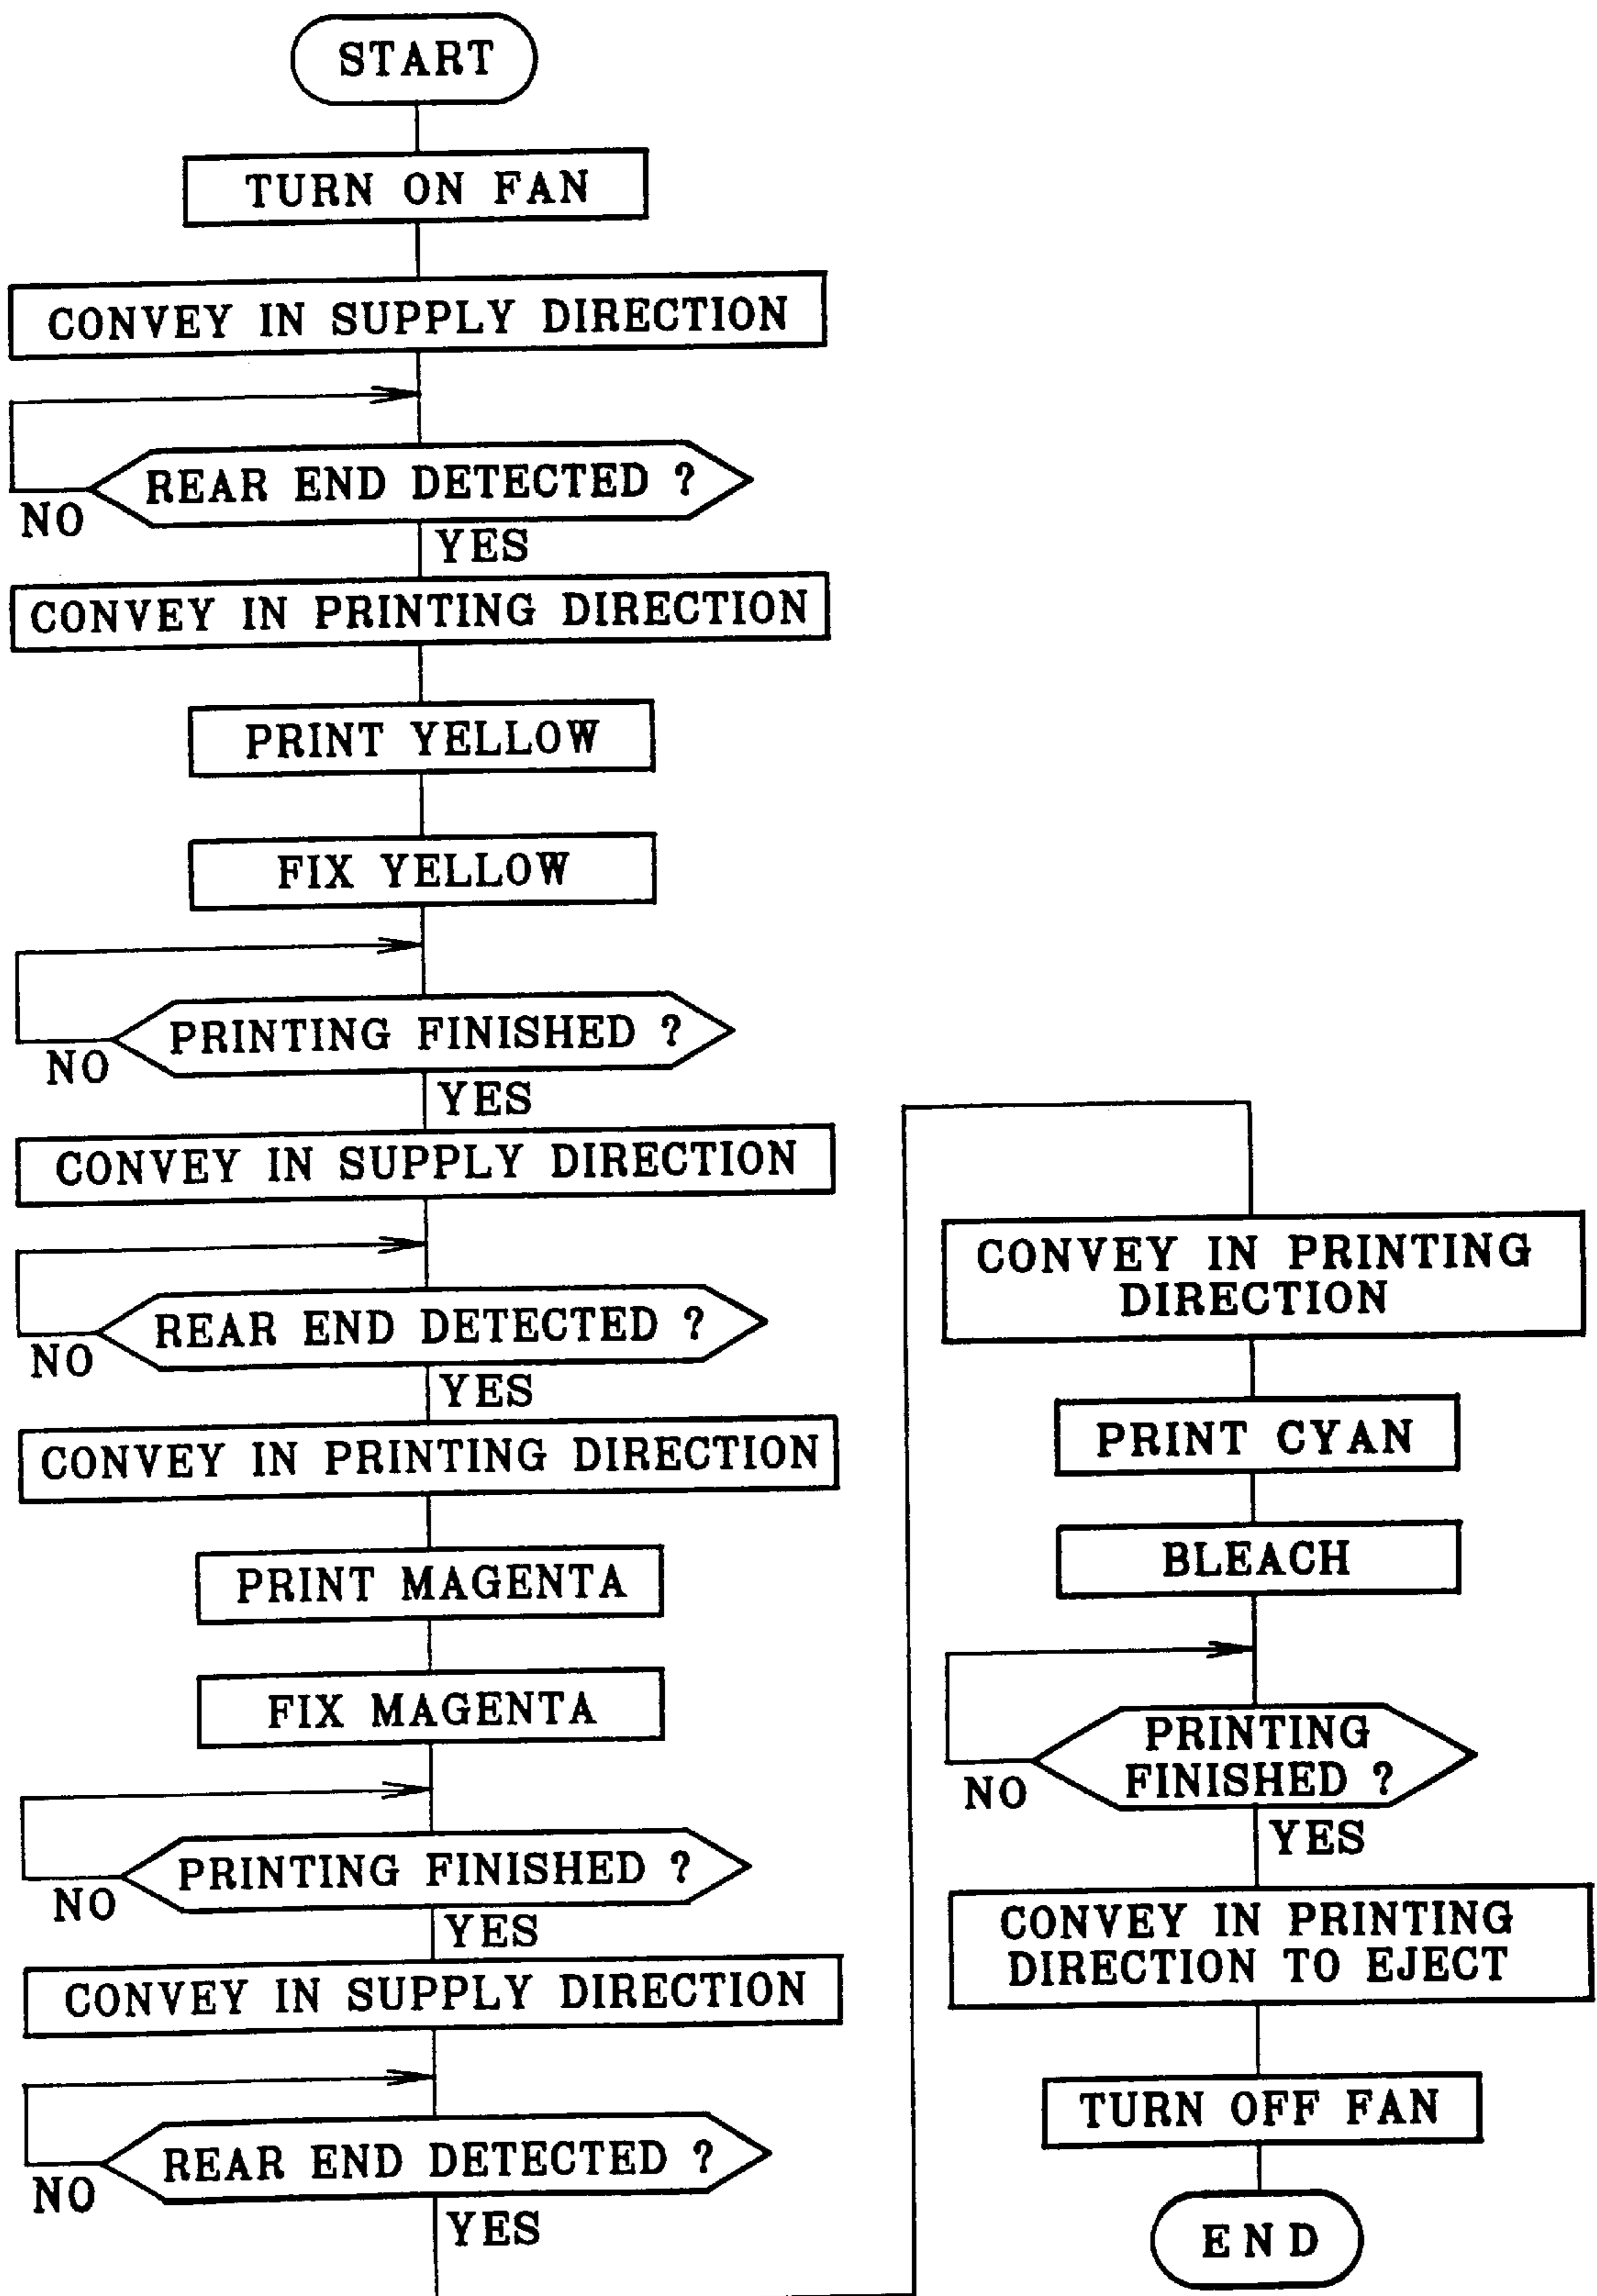 START
TURN ON FAN
CONVEY IN SUPPLY DIRECTION
REAR END DETECTED ?
NO
YES
CONVEY IN PRINTING DIRECTION
PRINT YELLOW
FIX YELLOW
PRINTING FINISHED ?
NO
YES
CONVEY IN SUPPLY DIRECTION
REAR END DETECTED ?
NO
YES
CONVEY IN PRINTING DIRECTION
PRINT MAGENTA
FIX MAGENTA
PRINTING FINISHED ?
NO
YES
CONVEY IN SUPPLY DIRECTION
REAR END DETECTED ?
NO
YES
CONVEY IN PRINTING
DIRECTION
PRINT CYAN
BLEACH
PRINTING
FINISHED ?
NO
YES
CONVEY IN PRINTING
DIRECTION TO EJECT
TURN OFF FAN
END